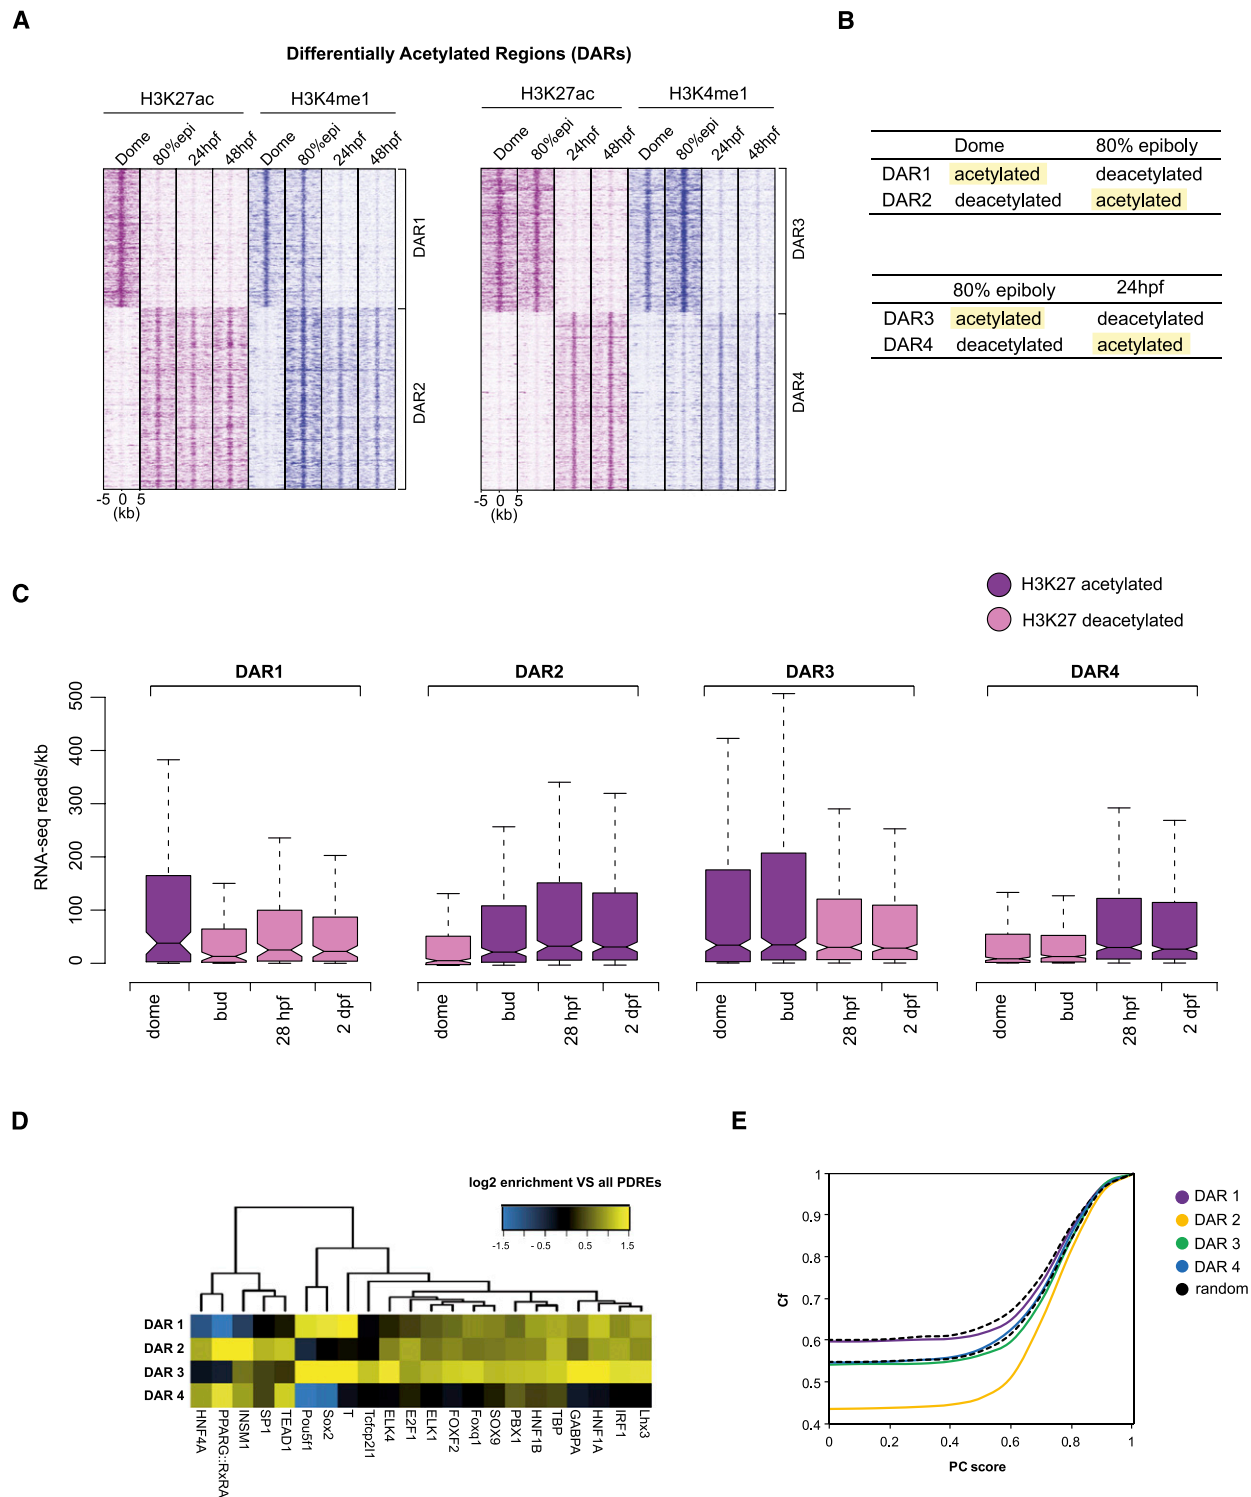 A
Differentially Acetylated Regions (DARs)
H3K27ac H3K4me1
Dome 80%epi 24hpf 48hpf Dome 80%epi 24hpf 48hpf
DAR1
DAR2
-5 0 5
(kb)
H3K27ac H3K4me1
Dome 80%epi 24hpf 48hpf Dome 80%epi 24hpf 48hpf
DAR3
DAR4
-5 0 5
(kb)
B
Dome 80% epiboly
DAR1 acetylated deacetylated
DAR2 deacetylated acetylated
80% epiboly 24hpf
DAR3 acetylated deacetylated
DAR4 deacetylated acetylated
C
H3K27 acetylated
H3K27 deacetylated
DAR1 DAR2 DAR3 DAR4
RNA-seq reads/kb
500
400
300
200
100
0
dome bud 28 hpf 2 dpf dome bud 28 hpf 2 dpf dome bud 28 hpf 2 dpf dome bud 28 hpf 2 dpf
D
log2 enrichment VS all PDREs
-1.5 -0.5 0.5 1.5
DAR 1
DAR 2
DAR 3
DAR 4
HNF4A PPARG::RxRA INSM1 SP1 TEAD1 Pou5f1 Sox2 T Tcfcp2l1 ELK4 E2F1 ELK1 FOXF2 Foxq1 SOX9 PBX1 HNF1B TBP GABPA HNF1A IRF1 Lhx3
E
Cf
1
0.9
0.8
0.7
0.6
0.5
0.4
0 0.2 0.4 0.6 0.8 1
PC score
DAR 1
DAR 2
DAR 3
DAR 4
random